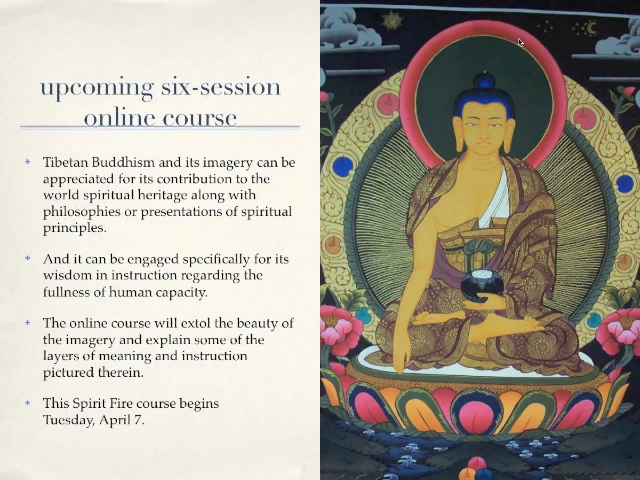 upcoming six-session
online course
Tibetan Buddhism and its imagery can be
appreciated for its contribution to the
world spiritual heritage along with
philosophies or presentations of spiritual
principles.
And it can be engaged specifically for its
wisdom in instruction regarding the
fullness of human capacity.
The online course will extol the beauty of
the imagery and explain some of the
layers of meaning and instruction
pictured therein.
This Spirit Fire course begins
Tuesday, April 7.